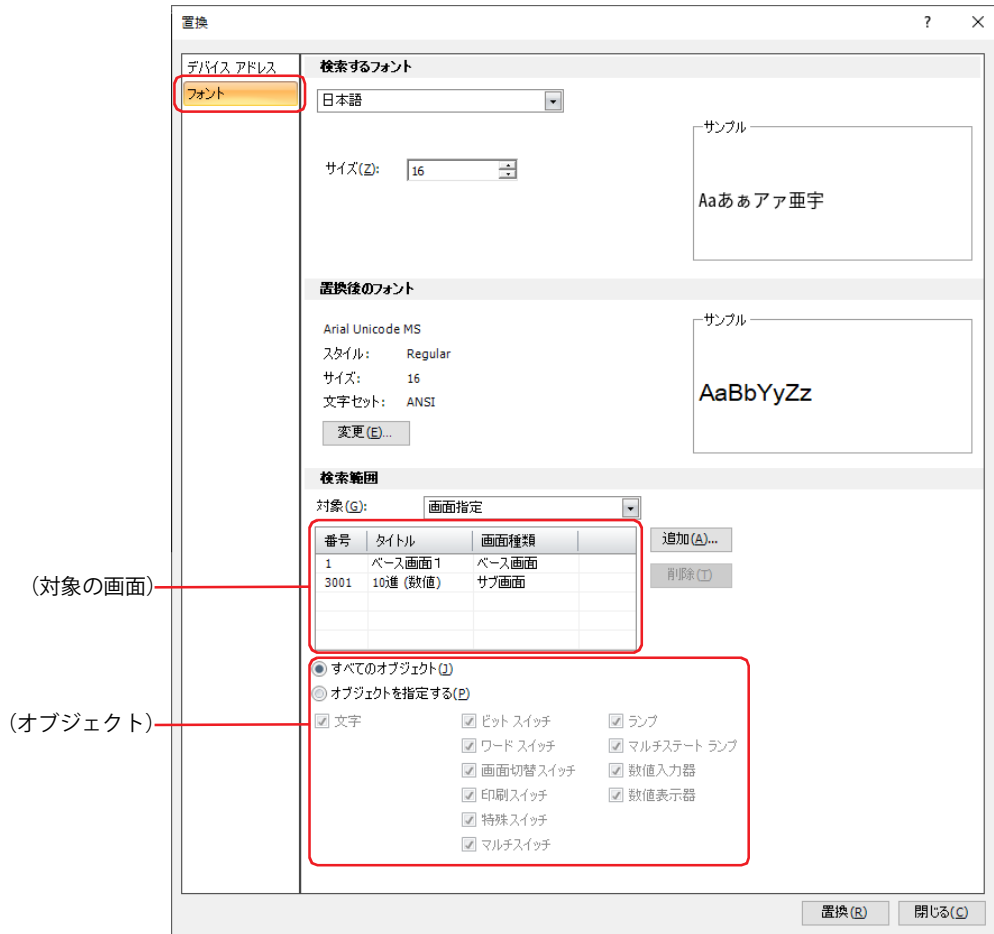 置換
? ×
デバイス アドレス
フォント
検索するフォント
日本語
サイズ(Z): 16
サンプル
Aaあぁアァ亜宇
置換後のフォント
Arial Unicode MS
スタイル: Regular
サイズ: 16
文字セット: ANSI
変更(E)...
サンプル
AaBbYyZz
検索範囲
対象(G): 画面指定
番号 タイトル 画面種類
1 ベース画面1 ベース画面
3001 10進 (数値) サブ画面
追加(A)...
削除(T)
(対象の画面)
すべてのオブジェクト(J)
オブジェクトを指定する(P)
(オブジェクト)
文字 ビット スイッチ ランプ
ワード スイッチ マルチステート ランプ
画面切替スイッチ 数値入力器
印刷スイッチ 数値表示器
特殊スイッチ
マルチスイッチ
置換(R) 閉じる(C)